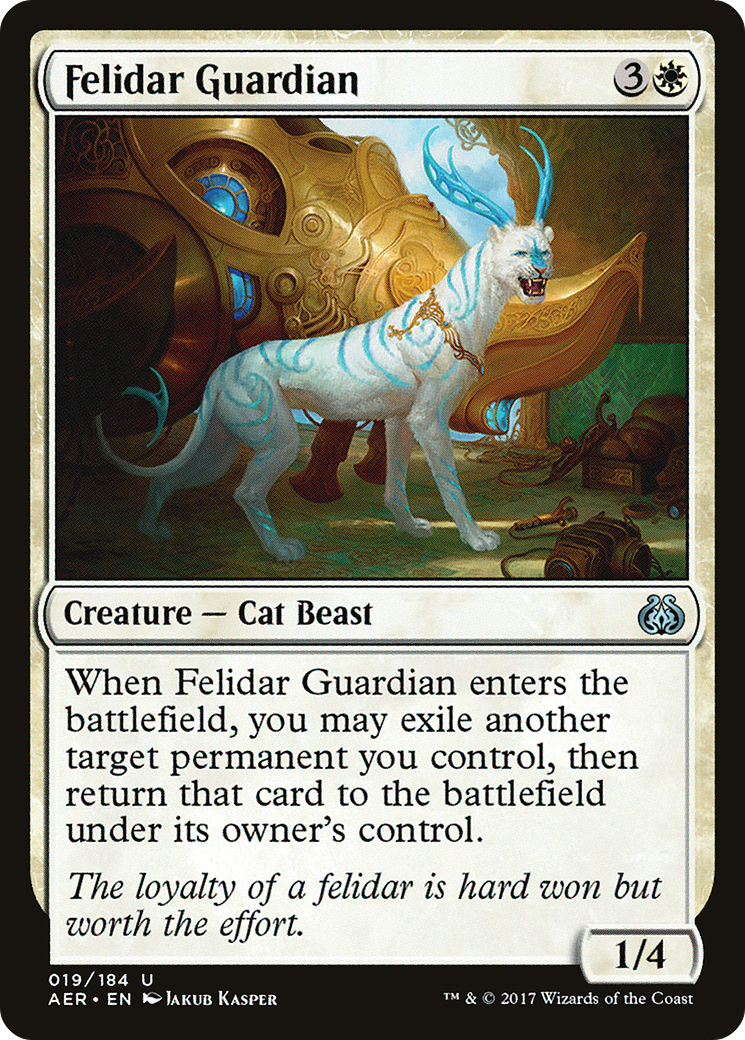 Felidar Guardian 3
Creature — Cat Beast
When Felidar Guardian enters the
battlefield, you may exile another
target permanent you control, then
return that card to the battlefield
under its owner's control.
The loyalty of a felidar is hard won but
worth the effort.
1/4
019/184 U
AER • EN Jakub Kasper
™ & © 2017 Wizards of the Coast